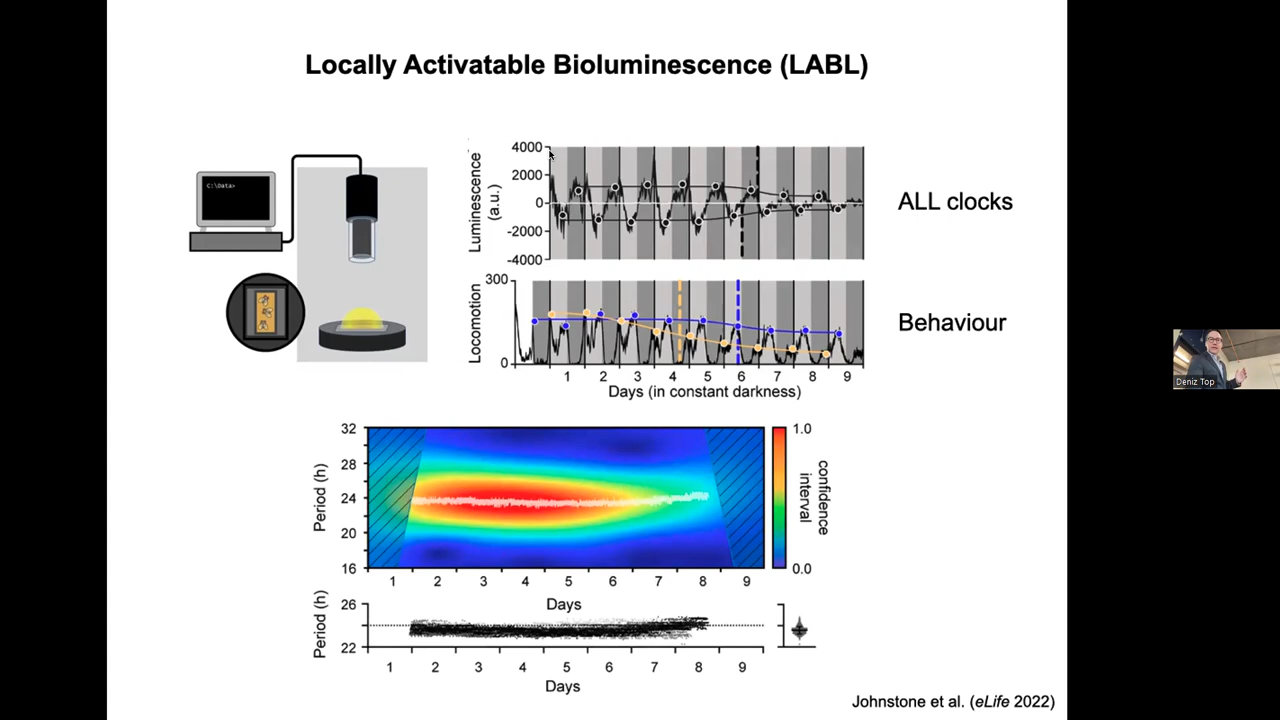 Locally Activatable Bioluminescence (LABL)
C:\Data>
Luminescence
(a.u.)
4000
2000
0
-2000
-4000
ALL clocks
Locomotion
300
0
1 2 3 4 5 6 7 8 9
Days (in constant darkness)
Behaviour
Period (h)
32
28
24
20
16
1 2 3 4 5 6 7 8 9
Days
1.0
0.0
confidence
interval
Period (h)
26
22
1 2 3 4 5 6 7 8 9
Days
Johnstone et al. (eLife 2022)
Deniz Top